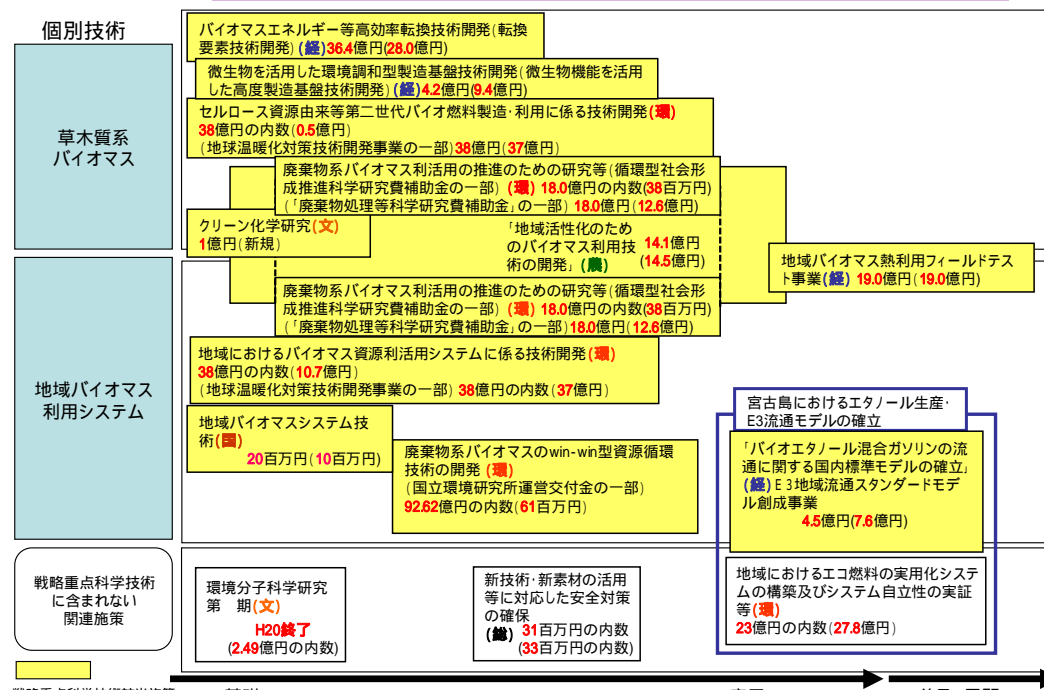 個別技術
草木質系
バイオマス
バイオマスエネルギー等高効率転換技術開発(転換
要素技術開発)(経)36.4億円(28.0億円)
微生物を活用した環境調和型製造基盤技術開発(微生物機能を活用
した高度製造基盤技術開発)(経)4.2億円(9.4億円)
セルロース資源由来等第二世代バイオ燃料製造・利用に係る技術開発(環)
38億円の内数(0.5億円)
(地球温暖化対策技術開発事業の一部)38億円(37億円)
廃棄物系バイオマス利活用の推進のための研究等(循環型社会形
成推進科学研究費補助金の一部)(環)18.0億円の内数(38百万円)
(「廃棄物処理等科学研究費補助金」の一部)18.0億円(12.6億円)
クリーン化学研究(文)
1億円(新規)
「地域活性化のため
のバイオマス利用技
術の開発」(農)
14.1億円
(14.5億円)
地域バイオマス熱利用フィールドテス
ト事業(経)19.0億円(19.0億円)
地域バイオマス
利用システム
廃棄物系バイオマス利活用の推進のための研究等(循環型社会形
成推進科学研究費補助金の一部)(環)18.0億円の内数(38百万円)
(「廃棄物処理等科学研究費補助金」の一部)18.0億円(12.6億円)
地域におけるバイオマス資源利活用システムに係る技術開発(環)
38億円の内数(10.7億円)
(地球温暖化対策技術開発事業の一部)38億円の内数(37億円)
地域バイオマスシステム技
術(国)
20百万円(10百万円)
廃棄物系バイオマスのwin-win型資源循環
技術の開発(環)
(国立環境研究所運営交付金の一部)
92.62億円の内数(61百万円)
宮古島におけるエタノール生産・
E3流通モデルの確立
「バイオエタノール混合ガソリンの流
通に関する国内標準モデルの確立」
(経)E3地域流通スタンダードモデ
ル創成事業
4.5億円(7.6億円)
戦略重点科学技術
に含まれない
関連施策
環境分子科学研究
第 期(文)
H20終了
(2.49億円の内数)
新技術・新素材の活用
等に対応した安全対策
の確保
(総)31百万円の内数
(33百万円の内数)
地域におけるエコ燃料の実用化システ
ムの構築及びシステム自立性の実証
等(環)
23億円の内数(27.8億円)